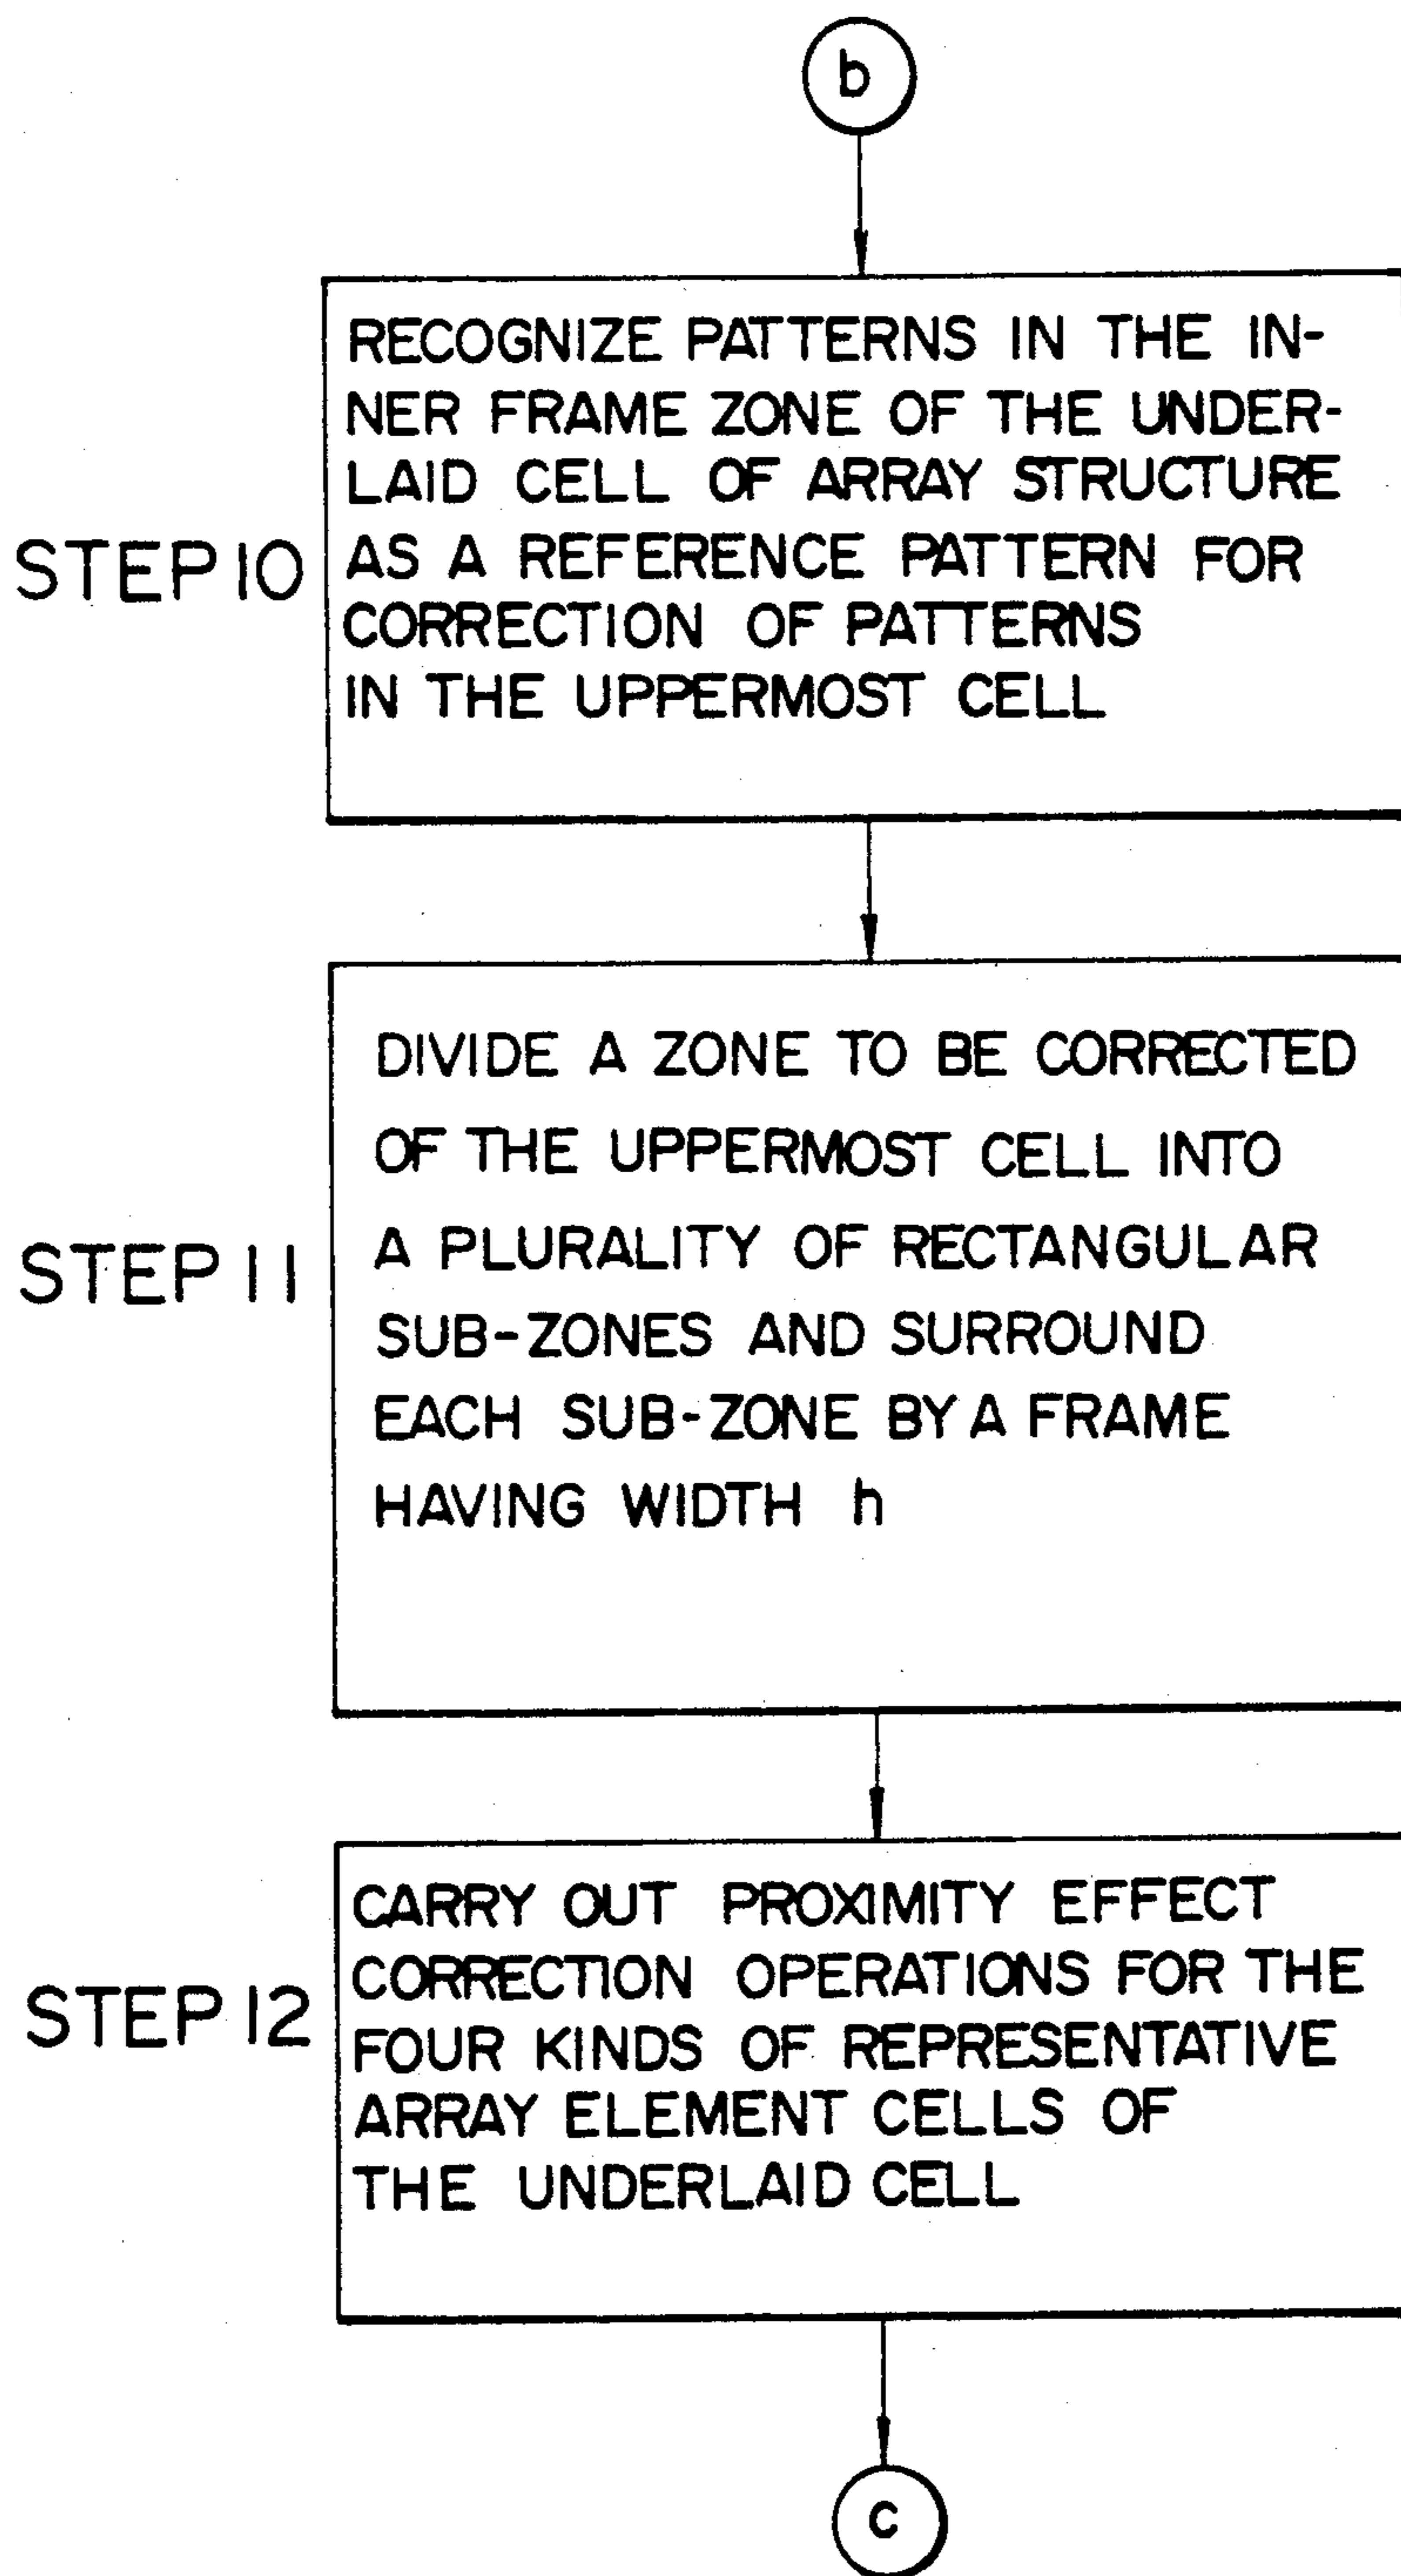 b
STEP 10
RECOGNIZE PATTERNS IN THE IN-
NER FRAME ZONE OF THE UNDER-
LAID CELL OF ARRAY STRUCTURE
AS A REFERENCE PATTERN FOR
CORRECTION OF PATTERNS
IN THE UPPERMOST CELL
STEP 11
DIVIDE A ZONE TO BE CORRECTED
OF THE UPPERMOST CELL INTO
A PLURALITY OF RECTANGULAR
SUB-ZONES AND SURROUND
EACH SUB-ZONE BY A FRAME
HAVING WIDTH h
STEP 12
CARRY OUT PROXIMITY EFFECT
CORRECTION OPERATIONS FOR THE
FOUR KINDS OF REPRESENTATIVE
ARRAY ELEMENT CELLS OF
THE UNDERLAID CELL
c